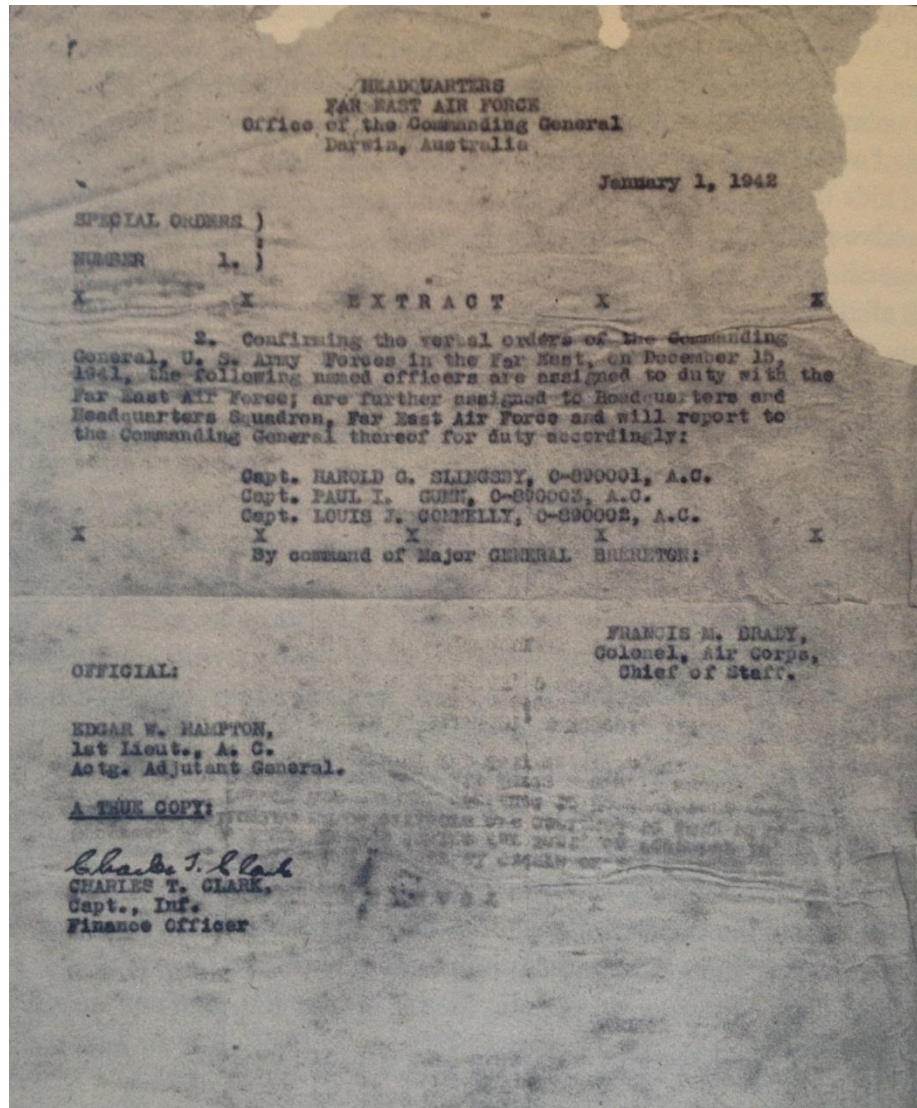 HEADQUARTERS
FAR EAST AIR FORCE
Office of the Commanding General
Darwin, Australia
January 1, 1942
SPECIAL ORDERS )
:
NUMBER 1. )
X X E X T R A C T X X
2. Confirming the verbal orders of the Commanding
General, U. S. Army Forces in the Far East, on December 15,
1941, the following named officers are assigned to duty with the
Far East Air Force; are further assigned to Headquarters and
Headquarters Squadron, Far East Air Force and will report to
the Commanding General thereof for duty accordingly:
Capt. HAROLD G. SLINGSBY, O-890001, A.C.
Capt. PAUL I. GUNN, O-890003, A.C.
Capt. LOUIS J. CONNELLY, O-890002, A.C.
X X X X X
By command of Major GENERAL BRERETON:
FRANCIS M. BRADY,
Colonel, Air Corps,
Chief of Staff.
OFFICIAL:
EDGAR W. HAMPTON,
1st Lieut., A. C.
Actg. Adjutant General.
A TRUE COPY:
Charles T. Clark
CHARLES T. CLARK,
Capt., Inf.
Finance Officer